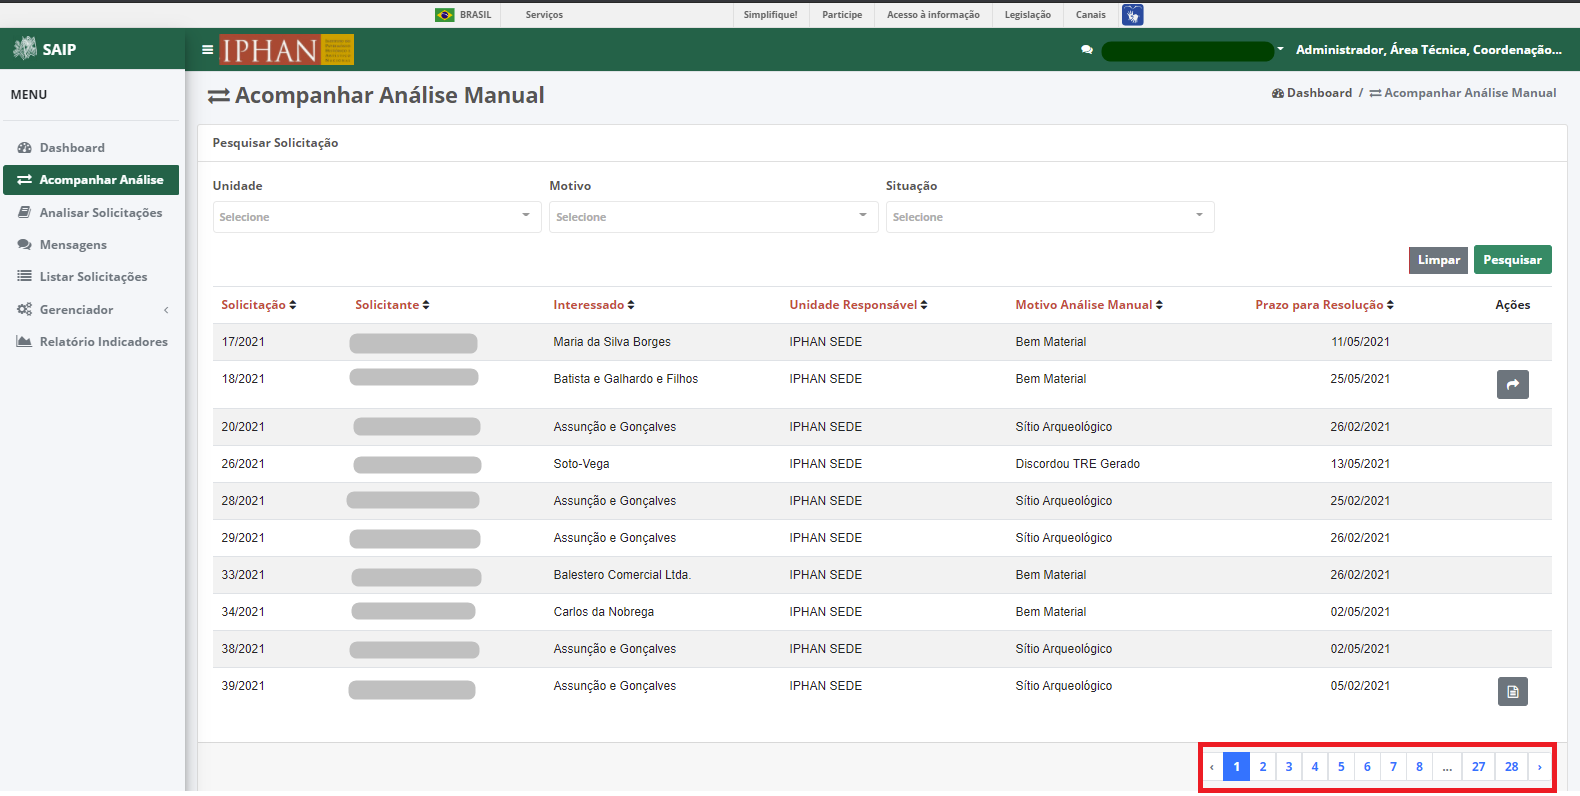 BRASIL Serviços Simplifique! Participe Acesso à informação Legislação Canais
SAIP
IPHAN
Administrador, Área Técnica, Coordenação...
MENU
Dashboard
Acompanhar Análise
Analisar Solicitações
Mensagens
Listar Solicitações
Gerenciador ‹
Relatório Indicadores
Acompanhar Análise Manual
Dashboard / Acompanhar Análise Manual
Pesquisar Solicitação
Unidade Motivo Situação
Selecione Selecione Selecione
Limpar Pesquisar
Solicitação Solicitante Interessado Unidade Responsável Motivo Análise Manual Prazo para Resolução Ações
17/2021 Maria da Silva Borges IPHAN SEDE Bem Material 11/05/2021
18/2021 Batista e Galhardo e Filhos IPHAN SEDE Bem Material 25/05/2021
20/2021 Assunção e Gonçalves IPHAN SEDE Sítio Arqueológico 26/02/2021
26/2021 Soto-Vega IPHAN SEDE Discordou TRE Gerado 13/05/2021
28/2021 Assunção e Gonçalves IPHAN SEDE Sítio Arqueológico 25/02/2021
29/2021 Assunção e Gonçalves IPHAN SEDE Sítio Arqueológico 26/02/2021
33/2021 Balestero Comercial Ltda. IPHAN SEDE Bem Material 26/02/2021
34/2021 Carlos da Nobrega IPHAN SEDE Bem Material 02/05/2021
38/2021 Assunção e Gonçalves IPHAN SEDE Sítio Arqueológico 02/05/2021
39/2021 Assunção e Gonçalves IPHAN SEDE Sítio Arqueológico 05/02/2021
‹ 1 2 3 4 5 6 7 8 ... 27 28 ›